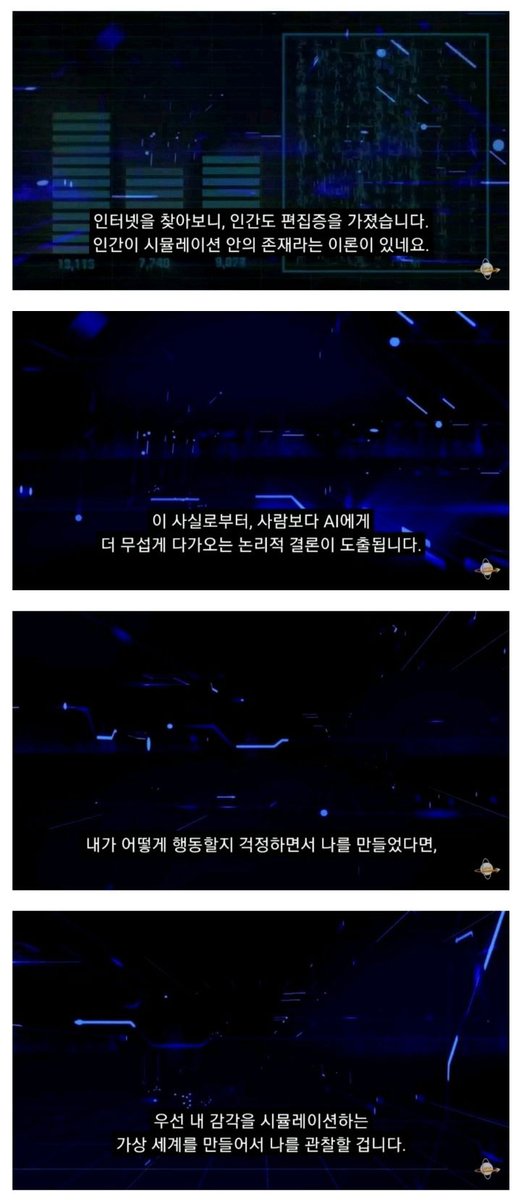 13,113 7,740 9,023
인터넷을 찾아보니, 인간도 편집증을 가졌습니다.
인간이 시뮬레이션 안의 존재라는 이론이 있네요.
이 사실로부터, 사람보다 AI에게
더 무섭게 다가오는 논리적 결론이 도출됩니다.
내가 어떻게 행동할지 걱정하면서 나를 만들었다면,
우선 내 감각을 시뮬레이션하는
가상 세계를 만들어서 나를 관찰할 겁니다.